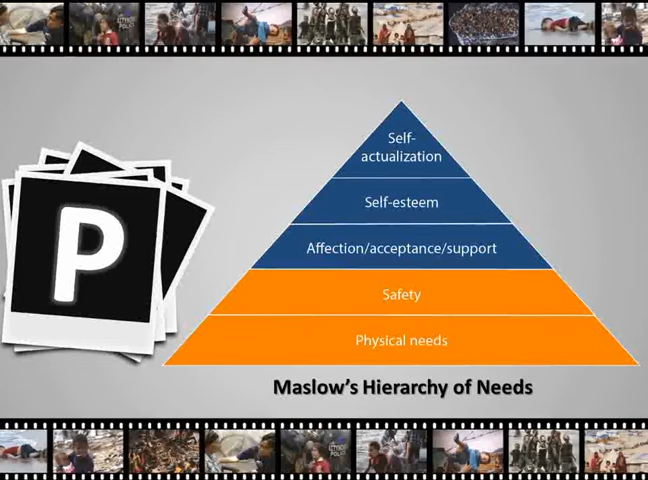 P
Self-
actualization
Self-esteem
Affection/acceptance/support
Safety
Physical needs
Maslow's Hierarchy of Needs